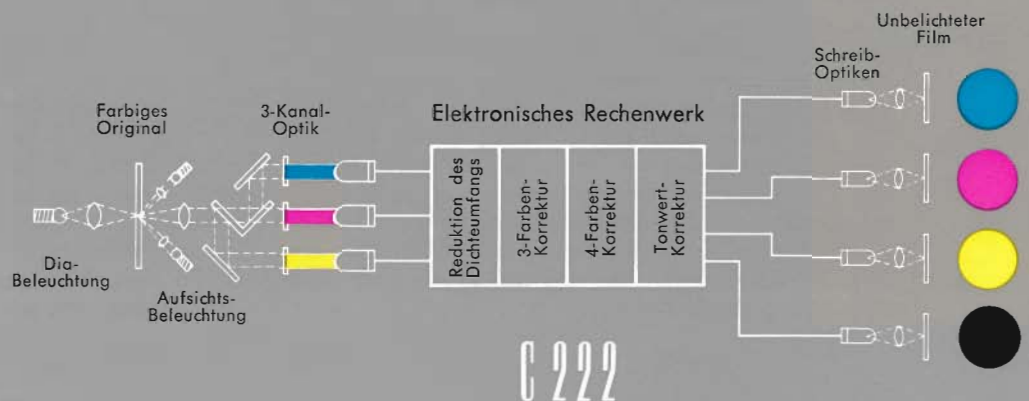 Unbelichteter
Film
Schreib-
Optiken
Farbiges
Original
3-Kanal-
Optik
Elektronisches Rechenwerk
Reduktion des
Dichteumfangs
3-Farben-
Korrektur
4-Farben-
Korrektur
Tonwert-
Korrektur
Dia-
Beleuchtung
Aufsichts-
Beleuchtung
C 222